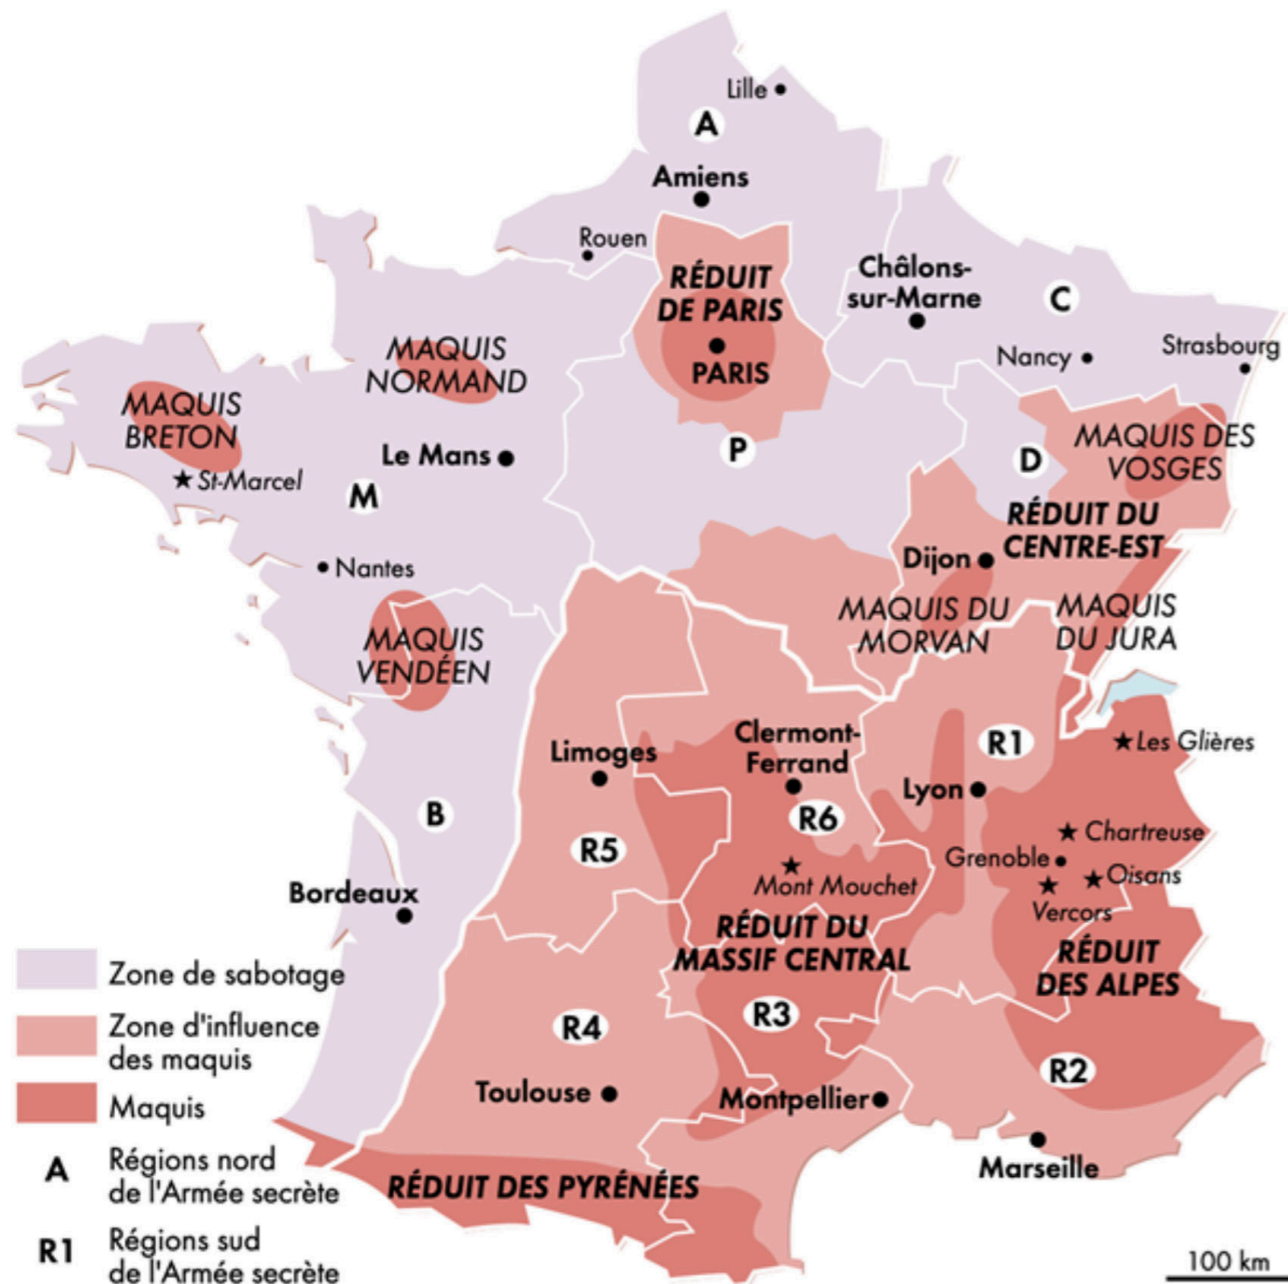 Lille
A
Amiens
Rouen
RÉDUIT
DE PARIS
PARIS
Châlons-
sur-Marne
C
Nancy
Strasbourg
MAQUIS
NORMAND
MAQUIS
BRETON
St-Marcel
Le Mans
M
P
D
MAQUIS DES
VOSGES
RÉDUIT DU
CENTRE-EST
Dijon
Nantes
MAQUIS DU
MORVAN
MAQUIS
DU JURA
MAQUIS
VENDÉEN
Limoges
Clermont-
Ferrand
R1
Les Glières
Lyon
B
R6
R5
Chartreuse
Grenoble
Oisans
Mont Mouchet
Vercors
Bordeaux
RÉDUIT DU
MASSIF CENTRAL
RÉDUIT
DES ALPES
R4
R3
R2
Toulouse
Montpellier
Marseille
RÉDUIT DES PYRÉNÉES
Zone de sabotage
Zone d'influence
des maquis
Maquis
A
Régions nord
de l'Armée secrète
R1
Régions sud
de l'Armée secrète
100 km